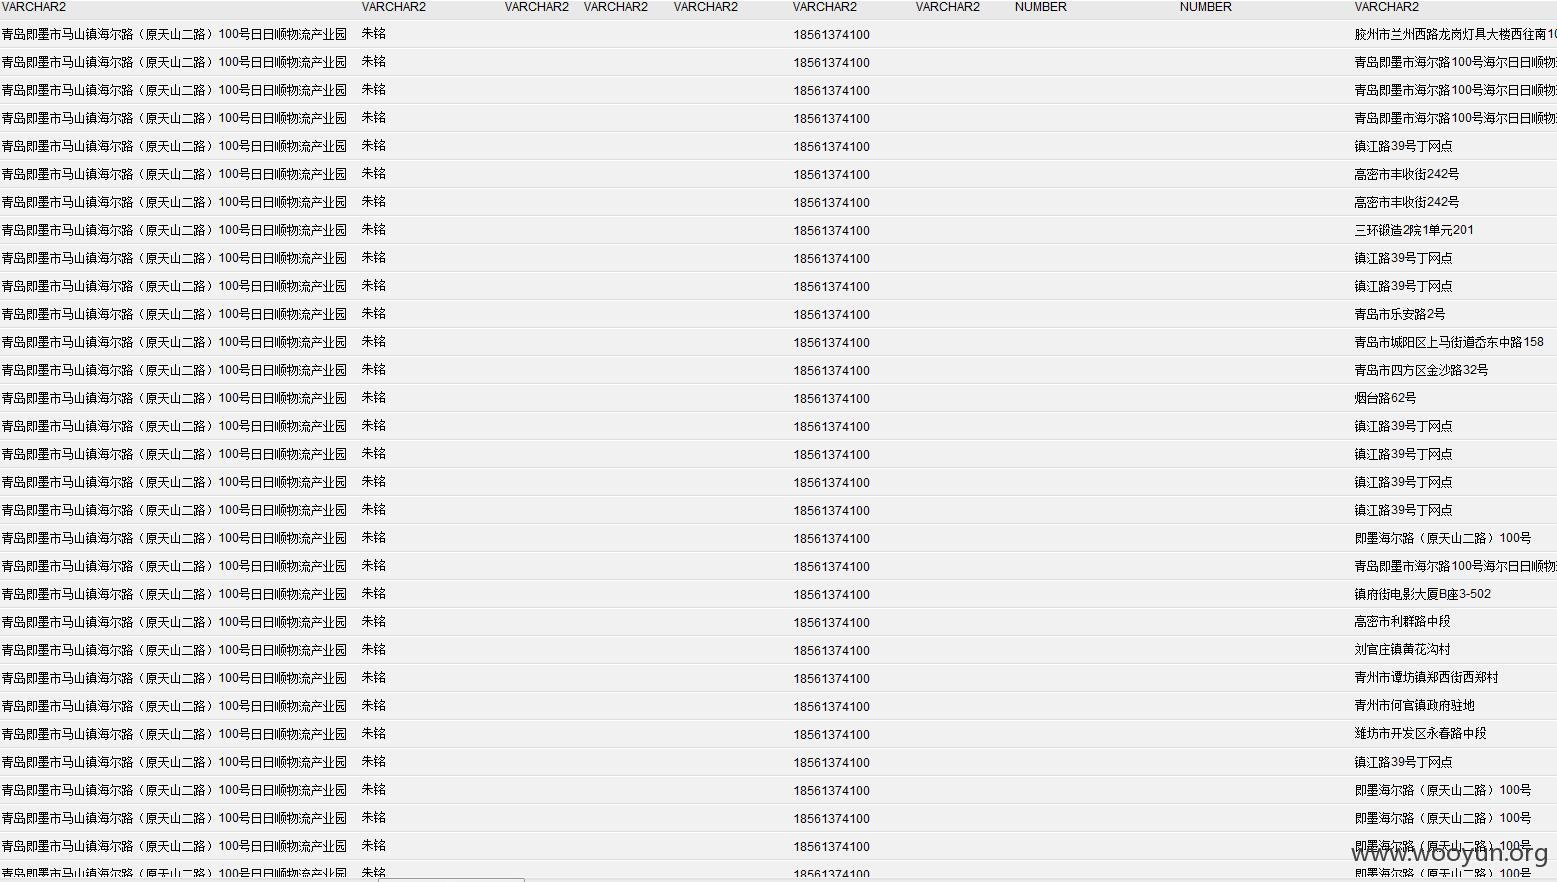 VARCHAR2 VARCHAR2 VARCHAR2 VARCHAR2 VARCHAR2 VARCHAR2 VARCHAR2 NUMBER NUMBER VARCHAR2
青岛即墨市马山镇海尔路（原天山二路）100号日日顺物流产业园 朱铭 18561374100 胶州市兰州西路龙岗灯具大楼西往南10
青岛即墨市马山镇海尔路（原天山二路）100号日日顺物流产业园 朱铭 18561374100 青岛即墨市海尔路100号海尔日日顺物
青岛即墨市马山镇海尔路（原天山二路）100号日日顺物流产业园 朱铭 18561374100 青岛即墨市海尔路100号海尔日日顺物
青岛即墨市马山镇海尔路（原天山二路）100号日日顺物流产业园 朱铭 18561374100 青岛即墨市海尔路100号海尔日日顺物
青岛即墨市马山镇海尔路（原天山二路）100号日日顺物流产业园 朱铭 18561374100 镇江路39号丁网点
青岛即墨市马山镇海尔路（原天山二路）100号日日顺物流产业园 朱铭 18561374100 高密市丰收街242号
青岛即墨市马山镇海尔路（原天山二路）100号日日顺物流产业园 朱铭 18561374100 高密市丰收街242号
青岛即墨市马山镇海尔路（原天山二路）100号日日顺物流产业园 朱铭 18561374100 三环锻造2院1单元201
青岛即墨市马山镇海尔路（原天山二路）100号日日顺物流产业园 朱铭 18561374100 镇江路39号丁网点
青岛即墨市马山镇海尔路（原天山二路）100号日日顺物流产业园 朱铭 18561374100 镇江路39号丁网点
青岛即墨市马山镇海尔路（原天山二路）100号日日顺物流产业园 朱铭 18561374100 青岛市乐安路2号
青岛即墨市马山镇海尔路（原天山二路）100号日日顺物流产业园 朱铭 18561374100 青岛市城阳区上马街道岙东中路158
青岛即墨市马山镇海尔路（原天山二路）100号日日顺物流产业园 朱铭 18561374100 青岛市四方区金沙路32号
青岛即墨市马山镇海尔路（原天山二路）100号日日顺物流产业园 朱铭 18561374100 烟台路62号
青岛即墨市马山镇海尔路（原天山二路）100号日日顺物流产业园 朱铭 18561374100 镇江路39号丁网点
青岛即墨市马山镇海尔路（原天山二路）100号日日顺物流产业园 朱铭 18561374100 镇江路39号丁网点
青岛即墨市马山镇海尔路（原天山二路）100号日日顺物流产业园 朱铭 18561374100 镇江路39号丁网点
青岛即墨市马山镇海尔路（原天山二路）100号日日顺物流产业园 朱铭 18561374100 镇江路39号丁网点
青岛即墨市马山镇海尔路（原天山二路）100号日日顺物流产业园 朱铭 18561374100 即墨海尔路（原天山二路）100号
青岛即墨市马山镇海尔路（原天山二路）100号日日顺物流产业园 朱铭 18561374100 青岛即墨市海尔路100号海尔日日顺物
青岛即墨市马山镇海尔路（原天山二路）100号日日顺物流产业园 朱铭 18561374100 镇府街电影大厦B座3-502
青岛即墨市马山镇海尔路（原天山二路）100号日日顺物流产业园 朱铭 18561374100 高密市利群路中段
青岛即墨市马山镇海尔路（原天山二路）100号日日顺物流产业园 朱铭 18561374100 刘官庄镇黄花沟村
青岛即墨市马山镇海尔路（原天山二路）100号日日顺物流产业园 朱铭 18561374100 青州市谭坊镇郑西街西郑村
青岛即墨市马山镇海尔路（原天山二路）100号日日顺物流产业园 朱铭 18561374100 青州市何官镇政府驻地
青岛即墨市马山镇海尔路（原天山二路）100号日日顺物流产业园 朱铭 18561374100 潍坊市开发区永春路中段
青岛即墨市马山镇海尔路（原天山二路）100号日日顺物流产业园 朱铭 18561374100 镇江路39号丁网点
青岛即墨市马山镇海尔路（原天山二路）100号日日顺物流产业园 朱铭 18561374100 即墨海尔路（原天山二路）100号
青岛即墨市马山镇海尔路（原天山二路）100号日日顺物流产业园 朱铭 18561374100 即墨海尔路（原天山二路）100号
青岛即墨市马山镇海尔路（原天山二路）100号日日顺物流产业园 朱铭 18561374100 即墨海尔路（原天山二路）100号
www.wooyun.org
青岛即墨市马山镇海尔路（原天山二路）100号日日顺物流产业园 朱铭 18561374100 即墨海尔路（原天山二路）100号